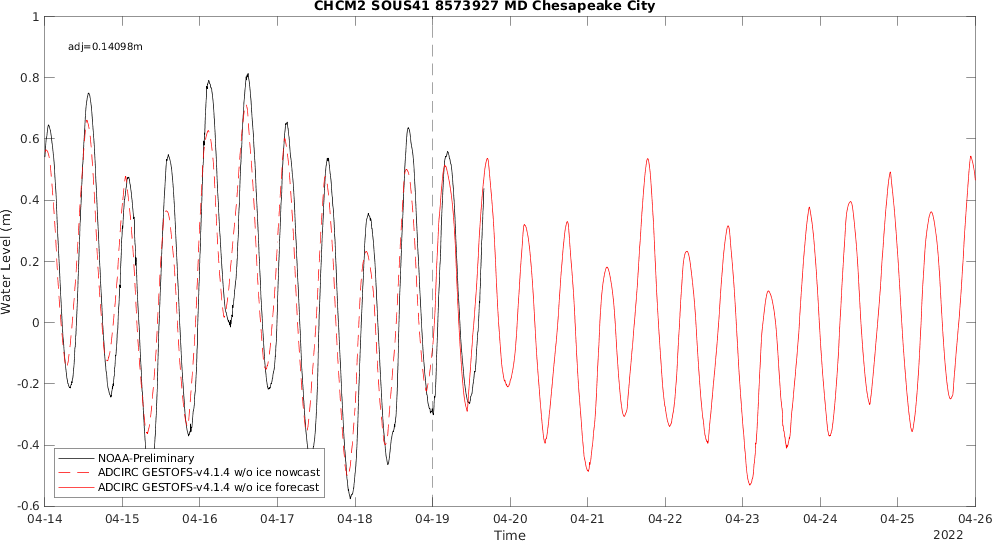 CHCM2 SOUS41 8573927 MD Chesapeake City
adj=0.14098m
1
0.8
0.6
0.4
0.2
0
-0.2
-0.4
-0.6
Water Level (m)
NOAA-Preliminary
ADCIRC GESTOFS-v4.1.4 w/o ice nowcast
ADCIRC GESTOFS-v4.1.4 w/o ice forecast
04-14 04-15 04-16 04-17 04-18 04-19 04-20 04-21 04-22 04-23 04-24 04-25 04-26
Time
2022